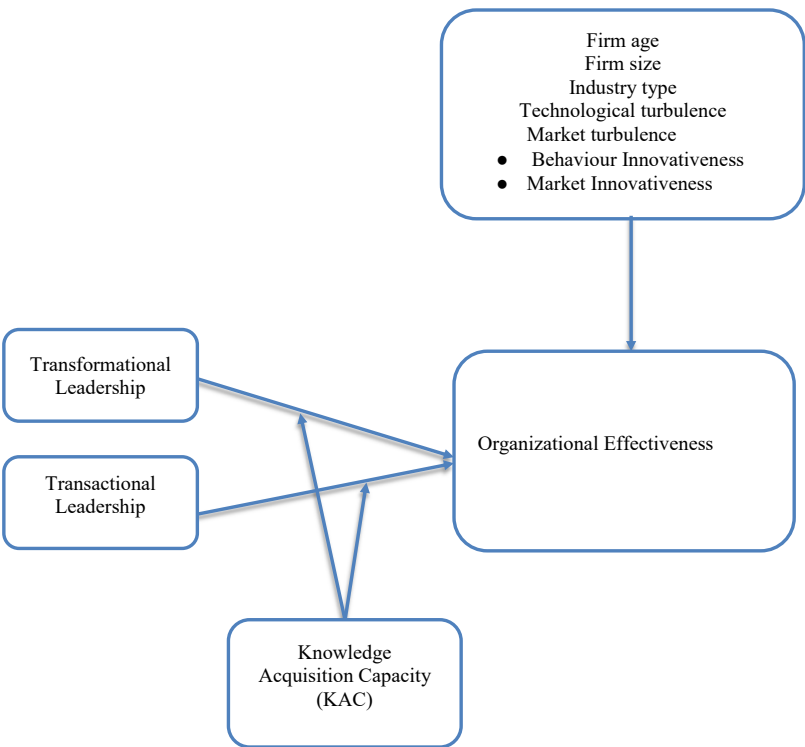 Firm age
Firm size
Industry type
Technological turbulence
Market turbulence
● Behaviour Innovativeness
● Market Innovativeness
Transformational
Leadership
Organizational Effectiveness
Transactional
Leadership
Knowledge
Acquisition Capacity
(KAC)